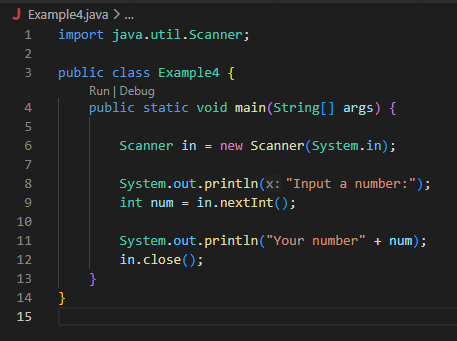 J Example4.java > ...
1 import java.util.Scanner;
2
3 public class Example4 {
Run | Debug
4 public static void main(String[] args) {
5
6 Scanner in = new Scanner(System.in);
7
8 System.out.println(x: "Input a number:");
9 int num = in.nextInt();
10
11 System.out.println("Your number" + num);
12 in.close();
13 }
14 }
15